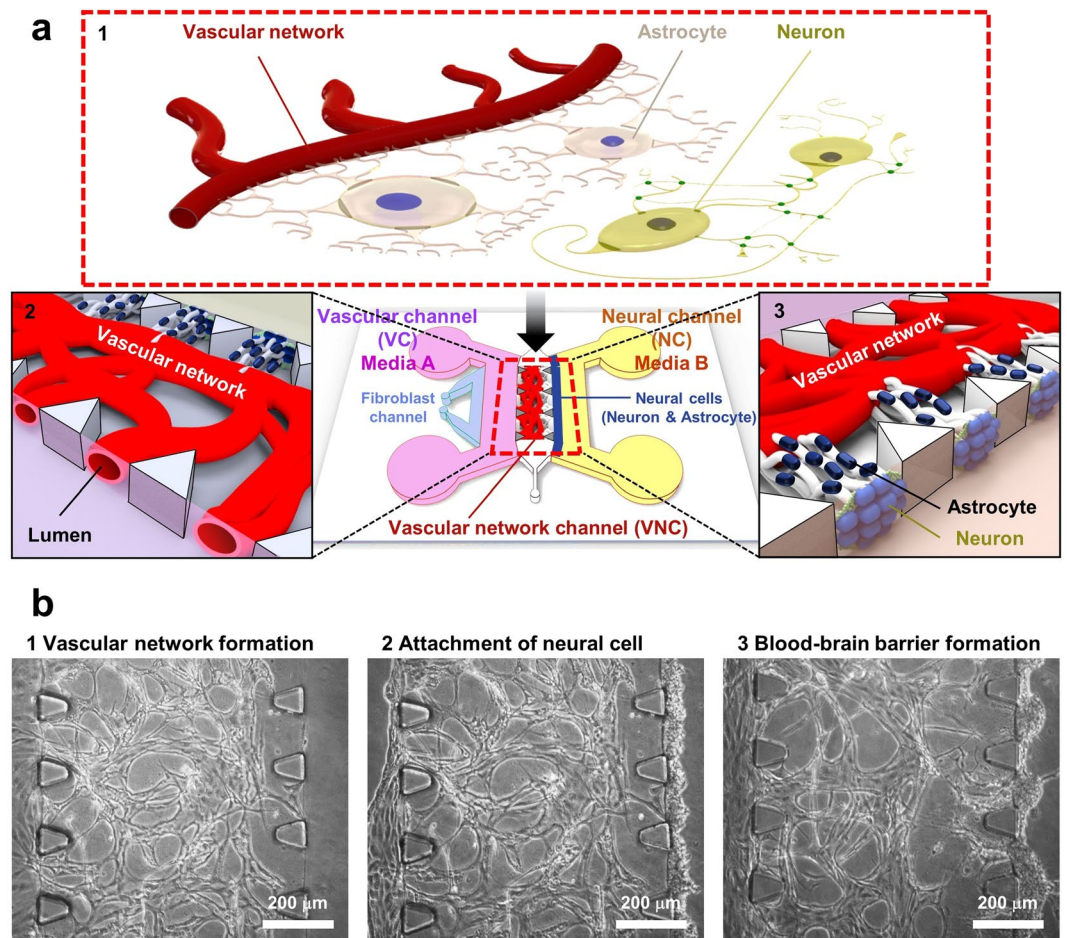 a
1
Vascular network
Astrocyte
Neuron
2
Vascular network
Lumen
Vascular channel
(VC)
Media A
Fibroblast
channel
Neural channel
(NC)
Media B
Neural cells
(Neuron & Astrocyte)
Vascular network channel (VNC)
3
Vascular network
Astrocyte
Neuron
b
1 Vascular network formation
2 Attachment of neural cell
3 Blood-brain barrier formation
200 μm
200 μm
200 μm